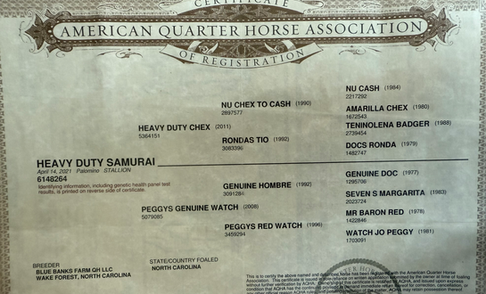 CERTIFICATE
AMERICAN QUARTER HORSE ASSOCIATION
OF REGISTRATION
NU CASH (1984)
2217292
NU CHEX TO CASH (1990)
2897577
AMARILLA CHEX (1980)
1672543
HEAVY DUTY CHEX (2011)
5364151
TENINOLENA BADGER (1988)
2739454
RONDAS TIO (1992)
3083396
DOCS RONDA (1979)
1482747
HEAVY DUTY SAMURAI
April 14, 2021 Palomino STALLION
6148264
Identifying information, including genetic health panel test
results, is printed on reverse side of certificate.
GENUINE DOC (1977)
1295706
GENUINE HOMBRE (1992)
3091281
SEVEN S MARGARITA (1983)
2023724
PEGGYS GENUINE WATCH (2008)
5079085
MR BARON RED (1978)
1422846
PEGGYS RED WATCH (1998)
3459294
WATCH JO PEGGY (1981)
1703091
BREEDER
BLUE BANKS FARM QH LLC
WAKE FOREST, NORTH CAROLINA
STATE/COUNTRY FOALED
NORTH CAROLINA